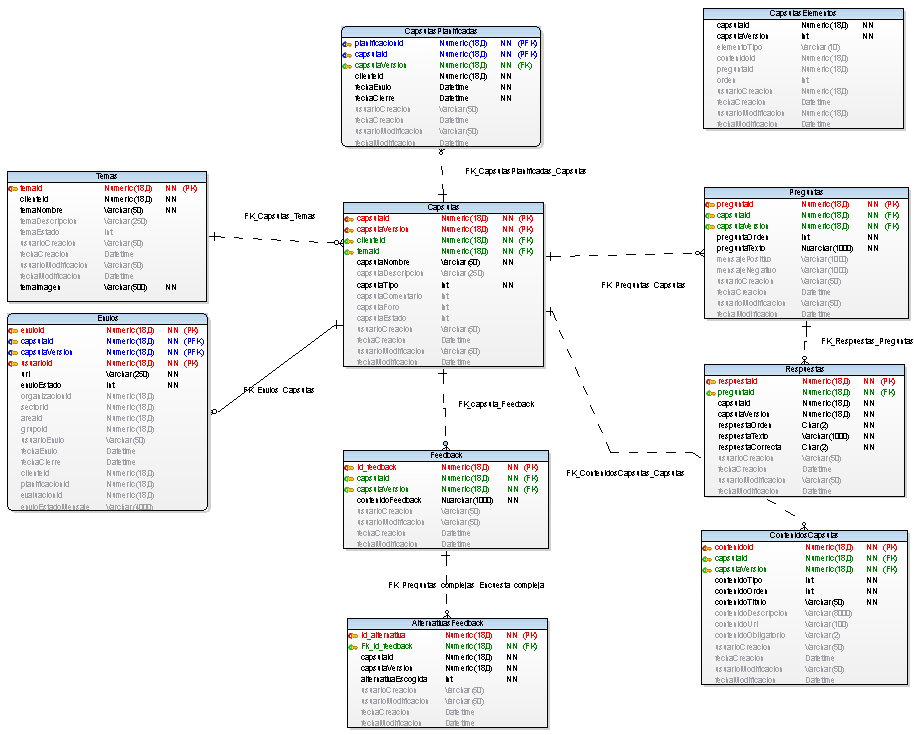 CapsulasPlanificadas
planificacionId Numeric(18,0) NN (PFK)
capsulaId Numeric(18,0) NN (PFK)
capsulaVersion Numeric(18,0) NN (FK)
clienteId Numeric(18,0) NN
fechaEnvio Datetime NN
fechaCierre Datetime NN
usuarioCreacion Varchar(50)
fechaCreacion Datetime
usuarioModificacion Varchar(50)
fechaModificacion Datetime
CapsulasElementos
capsulaId Numeric(18,0) NN
capsulaVersion Int NN
elementoTipo Varchar(10)
contenidoId Numeric(18,0)
preguntaId Numeric(18,0)
orden Int
usuarioCreacion Numeric(18,0)
fechaCreacion Datetime
usuarioModificacion Numeric(18,0)
fechaModificacion Datetime
FK_CapsulasPlanificadas_Capsulas
Temas
temaId Numeric(18,0) NN (PK)
clienteId Numeric(18,0) NN
temaNombre Varchar(50) NN
temaDescripcion Varchar(250)
temaEstado Int
usuarioCreacion Varchar(50)
fechaCreacion Datetime
usuarioModificacion Varchar(50)
fechaModificacion Datetime
temaImagen Varchar(500) NN
FK_Capsulas_Temas
Capsulas
capsulaId Numeric(18,0) NN (PK)
capsulaVersion Numeric(18,0) NN (PK)
clienteId Numeric(18,0) NN (FK)
temaId Numeric(18,0) NN (FK)
capsulaNombre Varchar(50) NN
capsulaDescripcion Varchar(250)
capsulaTipo Int NN
capsulaComentario Int
capsulaForo Int
capsulaEstado Int
usuarioCreacion Varchar(50)
fechaCreacion Datetime
usuarioModificacion Varchar(50)
fechaModificacion Datetime
FK_Preguntas_Capsulas
Preguntas
preguntaId Numeric(18,0) NN (PK)
capsulaId Numeric(18,0) NN (FK)
capsulaVersion Numeric(18,0) NN (FK)
preguntaOrden Int NN
preguntaTexto Nvarchar(1000) NN
mensajePositivo Varchar(1000)
mensajeNegativo Varchar(1000)
usuarioCreacion Varchar(50)
fechaCreacion Datetime
usuarioModificacion Varchar(50)
fechaModificacion Datetime
Envios
envioId Numeric(18,0) NN (PK)
capsulaId Numeric(18,0) NN (PFK)
capsulaVersion Numeric(18,0) NN (PFK)
usuarioId Numeric(18,0) NN (PK)
url Varchar(250) NN
envioEstado Int NN
organizacionId Numeric(18,0)
sectorId Numeric(18,0)
areaId Numeric(18,0)
grupoId Numeric(18,0)
usuarioEnvio Varchar(50)
fechaEnvio Datetime
fechaCierre Datetime
clienteId Numeric(18,0)
planificacionId Numeric(18,0)
evaluacionId Numeric(18,0)
envioEstadoMensaje Varchar(4000)
FK_Envios_Capsulas
FK_Respuestas_Preguntas
Respuestas
respuestaId Numeric(18,0) NN (PK)
preguntaId Numeric(18,0) NN (FK)
capsulaId Numeric(18,0) NN
capsulaVersion Numeric(18,0) NN
respuestaOrden Char(2) NN
respuestaTexto Varchar(1000) NN
respuestaCorrecta Char(2) NN
usuarioCreacion Varchar(50)
fechaCreacion Datetime
usuarioModificacion Varchar(50)
fechaModificacion Datetime
FK_capsula_Feedback
Feedback
id_feedback Numeric(18,0) NN (PK)
capsulaId Numeric(18,0) NN (FK)
capsulaVersion Numeric(18,0) NN (FK)
contenidoFeedback Nvarchar(1000) NN
usuarioCreacion Varchar(50)
usuarioModificacion Varchar(50)
fechaCreacion Datetime
fechaModificacion Datetime
FK_ContenidosCapsulas_Capsulas
ContenidosCapsulas
contenidoId Numeric(18,0) NN (PK)
capsulaId Numeric(18,0) NN (FK)
capsulaVersion Numeric(18,0) NN (FK)
contenidoTipo Int NN
contenidoOrden Int NN
contenidoTitulo Varchar(50) NN
contenidoDescripcion Varchar(8000)
contenidoUrl Varchar(100)
contenidoObligatorio Varchar(2)
usuarioCreacion Varchar(50)
fechaCreacion Datetime
usuarioModificacion Varchar(50)
fechaModificacion Datetime
FK_Preguntas_complejas_Encuesta_compleja
AlternativasFeedback
id_alternativa Numeric(18,0) NN (PK)
Fk_id_feedback Numeric(18,0) NN (FK)
capsulaId Numeric(18,0) NN
capsulaVersion Numeric(18,0) NN
alternativaEscogida Int NN
usuarioCreacion Varchar(50)
usuarioModificacion Varchar(50)
fechaCreacion Datetime
fechaModificacion Datetime